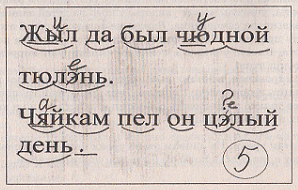 Жыл да был чюдной
тюлэнь.
Чяйкам пел он цэлый
день.
5